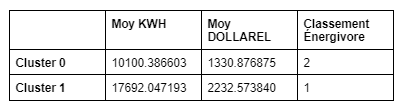 Moy KWH Moy DOLLAREL Classement Énergivore
Cluster 0 10100.386603 1330.876875 2
Cluster 1 17692.047193 2232.573840 1